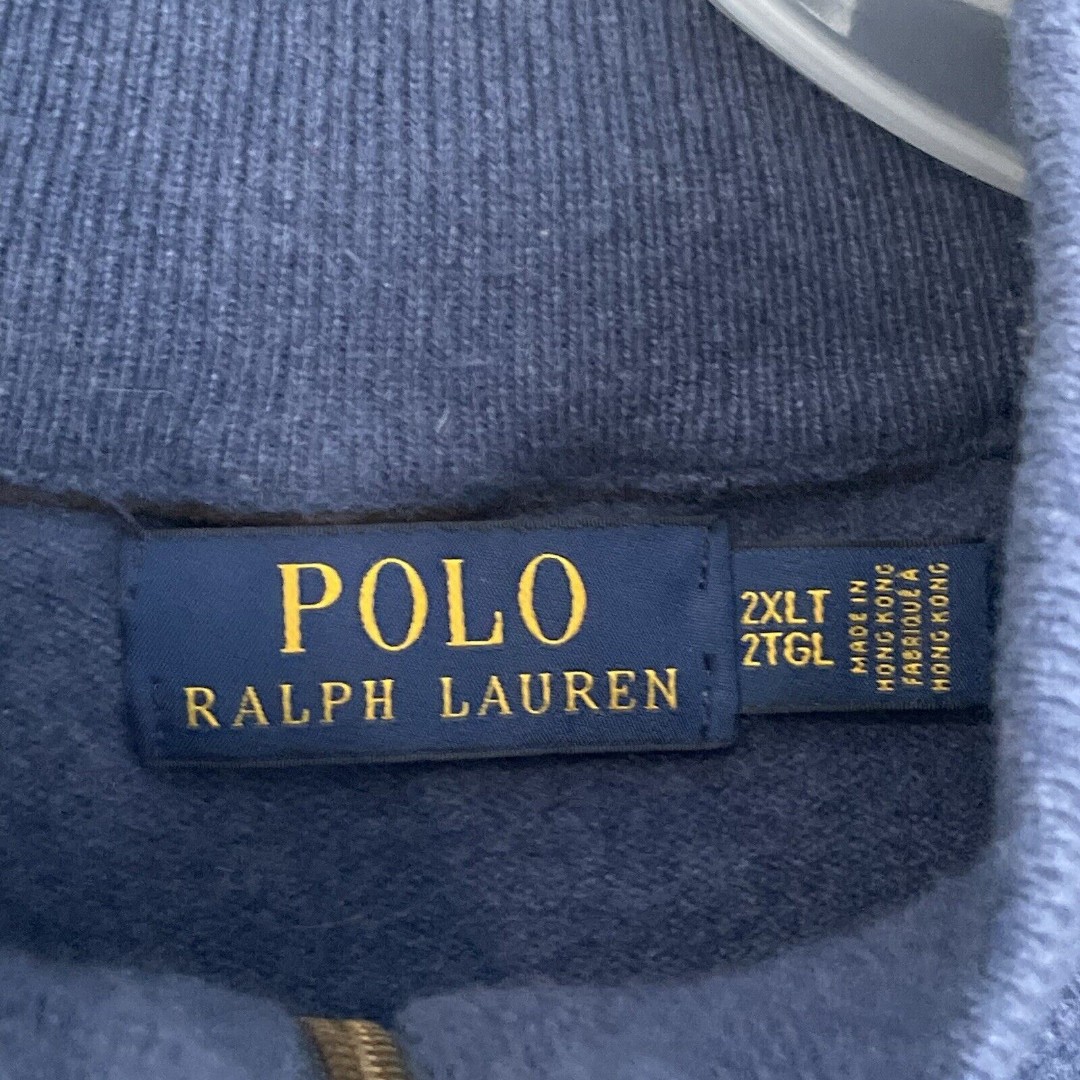 POLO
RALPH LAUREN
2XLT
2TGL
MADE IN
HONG KONG
FABRIQUÉ À
HONG KONG